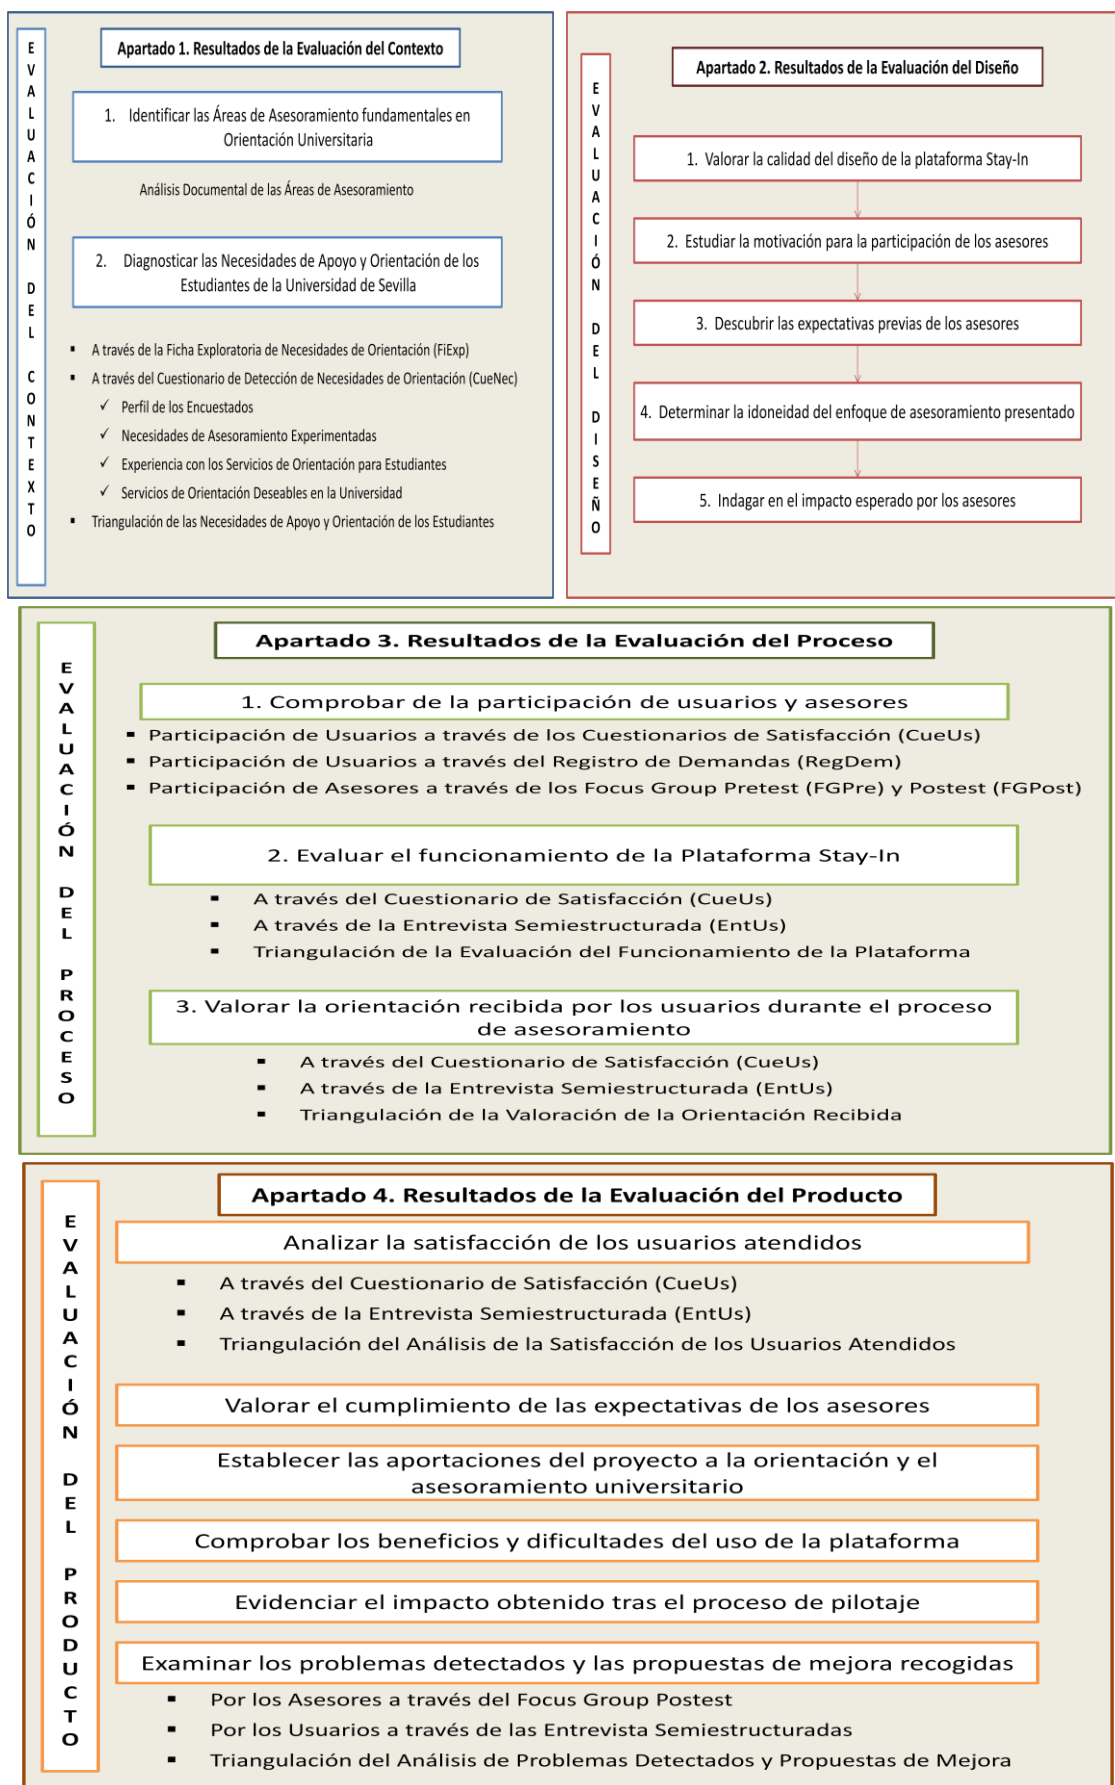 EVALUACIÓN DEL CONTEXTO
Apartado 1. Resultados de la Evaluación del Contexto
1. Identificar las Áreas de Asesoramiento fundamentales en
Orientación Universitaria
Análisis Documental de las Áreas de Asesoramiento
2. Diagnosticar las Necesidades de Apoyo y Orientación de los
Estudiantes de la Universidad de Sevilla
▪ A través de la Ficha Exploratoria de Necesidades de Orientación (FiExp)
▪ A través del Cuestionario de Detección de Necesidades de Orientación (CueNec)
✓ Perfil de los Encuestados
✓ Necesidades de Asesoramiento Experimentadas
✓ Experiencia con los Servicios de Orientación para Estudiantes
✓ Servicios de Orientación Deseables en la Universidad
▪ Triangulación de las Necesidades de Apoyo y Orientación de los Estudiantes
EVALUACIÓN DEL DISEÑO
Apartado 2. Resultados de la Evaluación del Diseño
1. Valorar la calidad del diseño de la plataforma Stay-In
2. Estudiar la motivación para la participación de los asesores
3. Descubrir las expectativas previas de los asesores
4. Determinar la idoneidad del enfoque de asesoramiento presentado
5. Indagar en el impacto esperado por los asesores
EVALUACIÓN DEL PROCESO
Apartado 3. Resultados de la Evaluación del Proceso
1. Comprobar de la participación de usuarios y asesores
▪ Participación de Usuarios a través de los Cuestionarios de Satisfacción (CueUs)
▪ Participación de Usuarios a través del Registro de Demandas (RegDem)
▪ Participación de Asesores a través de los Focus Group Pretest (FGPre) y Postest (FGPost)
2. Evaluar el funcionamiento de la Plataforma Stay-In
▪ A través del Cuestionario de Satisfacción (CueUs)
▪ A través de la Entrevista Semiestructurada (EntUs)
▪ Triangulación de la Evaluación del Funcionamiento de la Plataforma
3. Valorar la orientación recibida por los usuarios durante el proceso
de asesoramiento
▪ A través del Cuestionario de Satisfacción (CueUs)
▪ A través de la Entrevista Semiestructurada (EntUs)
▪ Triangulación de la Valoración de la Orientación Recibida
EVALUACIÓN DEL PRODUCTO
Apartado 4. Resultados de la Evaluación del Producto
Analizar la satisfacción de los usuarios atendidos
▪ A través del Cuestionario de Satisfacción (CueUs)
▪ A través de la Entrevista Semiestructurada (EntUs)
▪ Triangulación del Análisis de la Satisfacción de los Usuarios Atendidos
Valorar el cumplimiento de las expectativas de los asesores
Establecer las aportaciones del proyecto a la orientación y el
asesoramiento universitario
Comprobar los beneficios y dificultades del uso de la plataforma
Evidenciar el impacto obtenido tras el proceso de pilotaje
Examinar los problemas detectados y las propuestas de mejora recogidas
▪ Por los Asesores a través del Focus Group Postest
▪ Por los Usuarios a través de las Entrevista Semiestructuradas
▪ Triangulación del Análisis de Problemas Detectados y Propuestas de Mejora